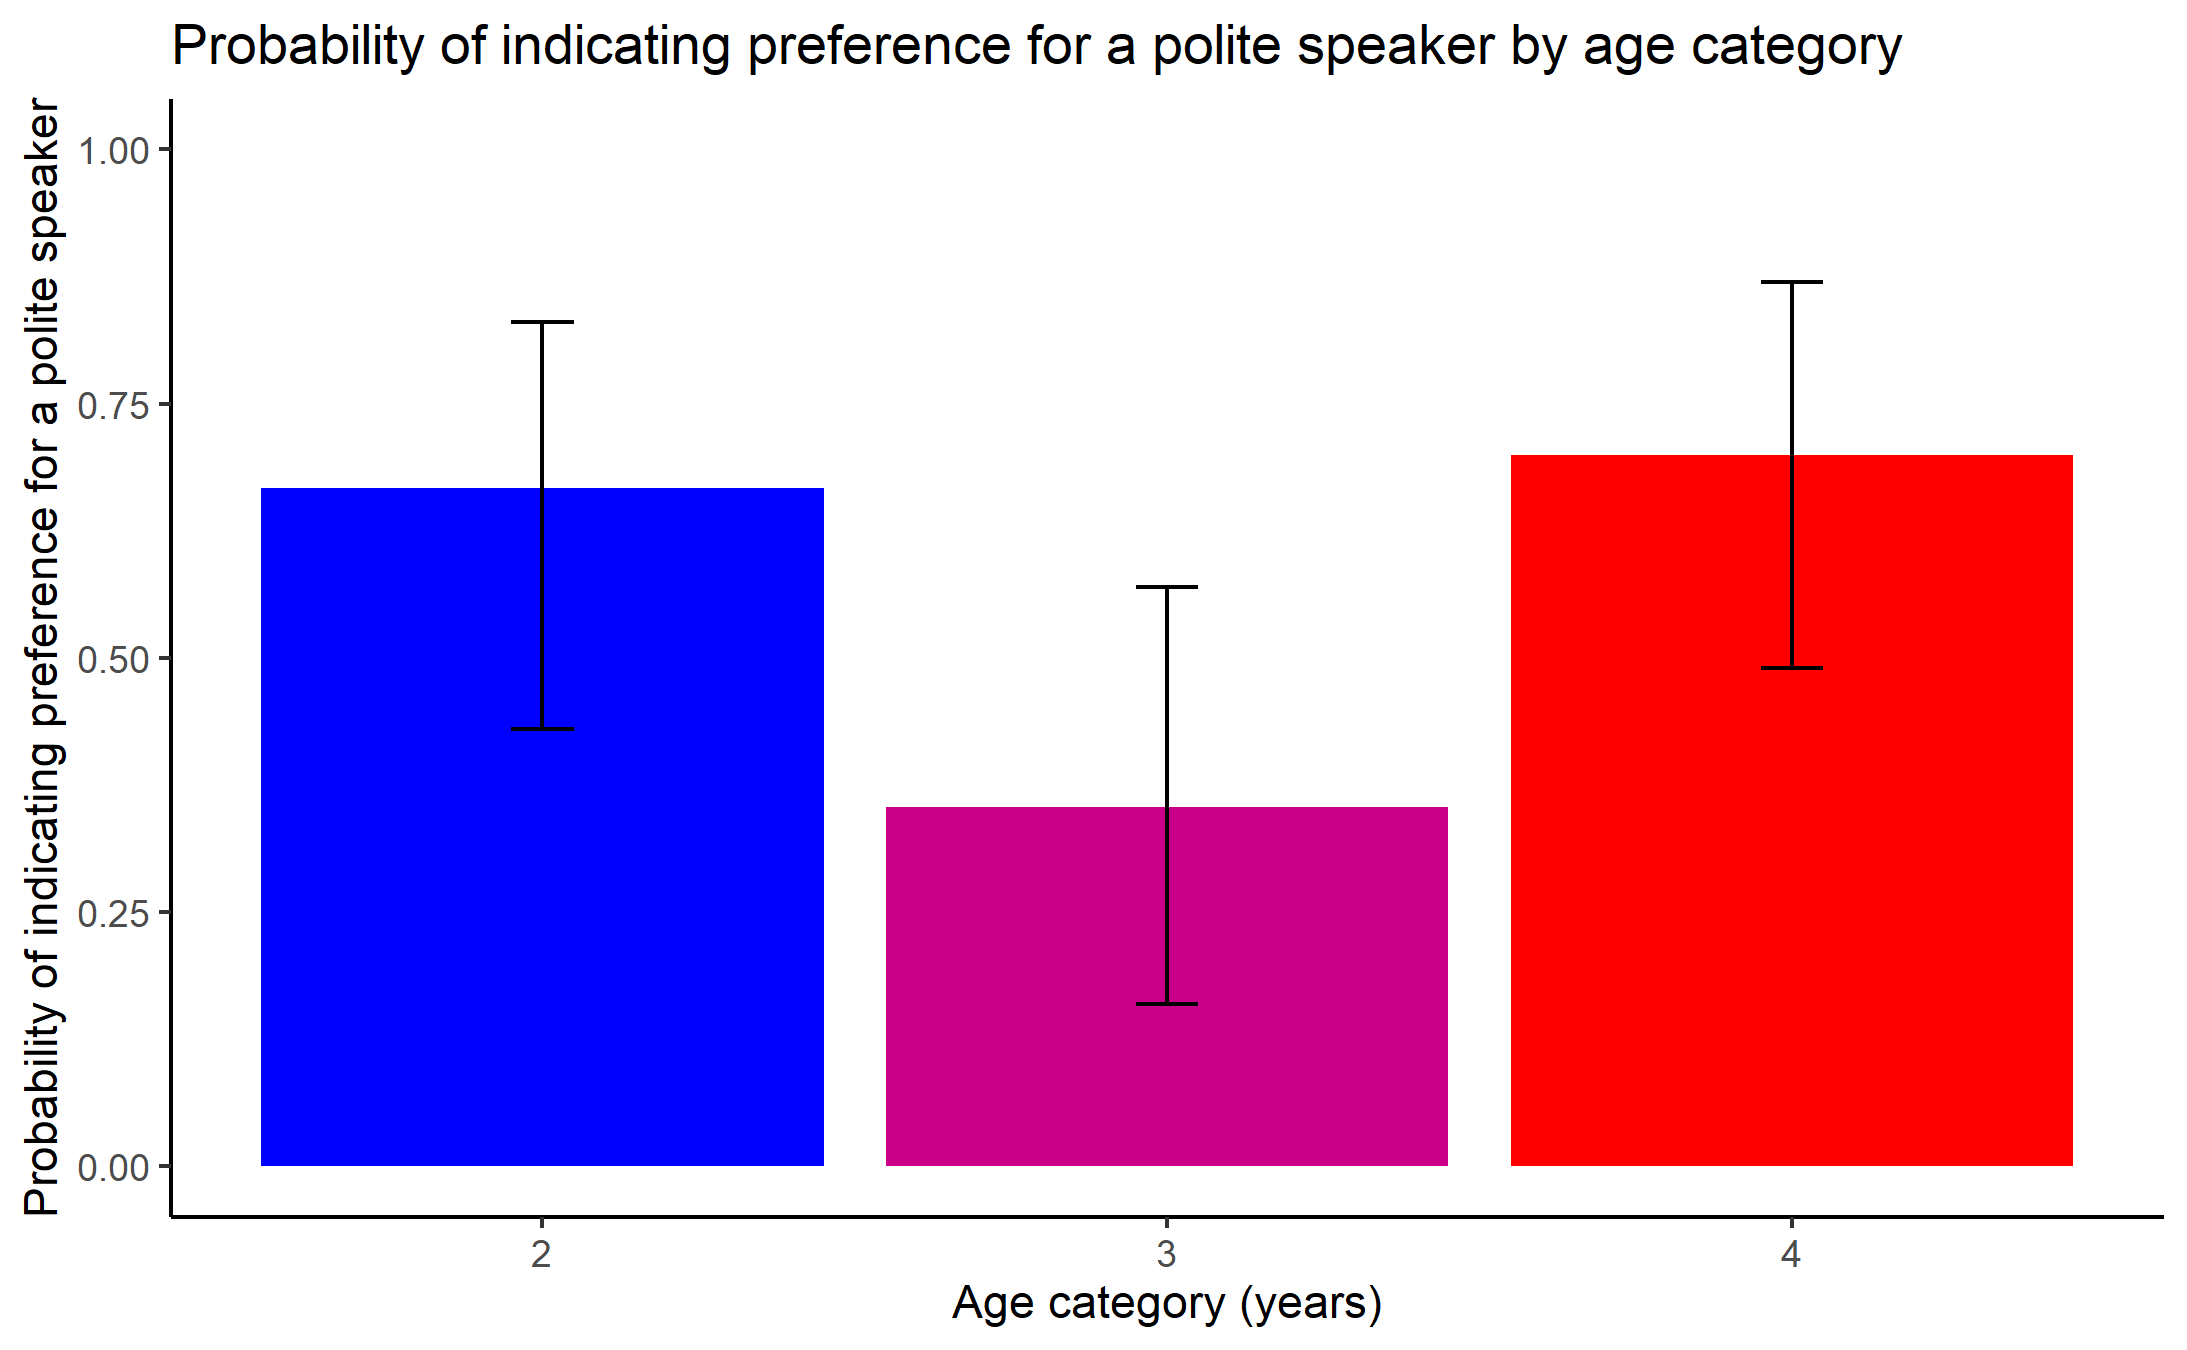 Probability of indicating preference for a polite speaker by age category
Probability of indicating preference for a polite speaker
1.00
0.75
0.50
0.25
0.00
2 3 4
Age category (years)